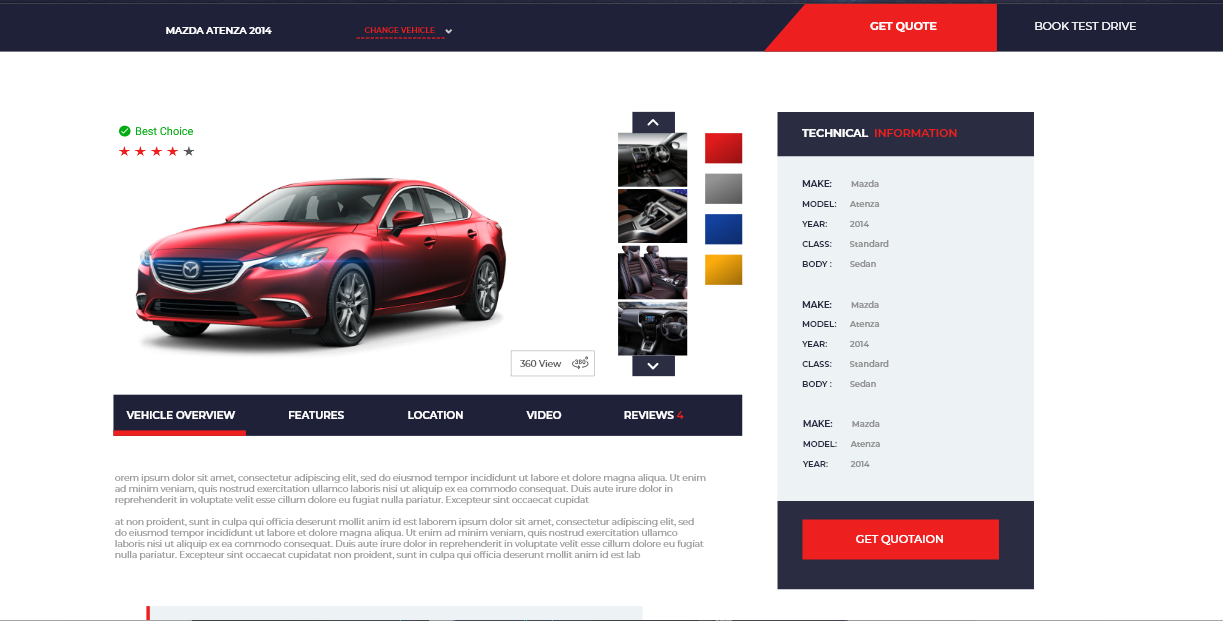 MAZDA ATENZA 2014
CHANGE VEHICLE
GET QUOTE
BOOK TEST DRIVE
Best Choice
360 View
360°
TECHNICAL INFORMATION
MAKE: Mazda
MODEL: Atenza
YEAR: 2014
CLASS: Standard
BODY : Sedan
MAKE: Mazda
MODEL: Atenza
YEAR: 2014
CLASS: Standard
BODY : Sedan
MAKE: Mazda
MODEL: Atenza
YEAR: 2014
GET QUOTAION
VEHICLE OVERVIEW
FEATURES
LOCATION
VIDEO
REVIEWS 4
orem ipsum dolor sit amet, consectetur adipiscing elit, sed do eiusmod tempor incididunt ut labore et dolore magna aliqua. Ut enim
ad minim veniam, quis nostrud exercitation ullamco laboris nisi ut aliquip ex ea commodo consequat. Duis aute irure dolor in
reprehenderit in voluptate velit esse cillum dolore eu fugiat nulla pariatur. Excepteur sint occaecat cupidat
at non proident, sunt in culpa qui officia deserunt mollit anim id est laborem ipsum dolor sit amet, consectetur adipiscing elit, sed
do eiusmod tempor incididunt ut labore et dolore magna aliqua. Ut enim ad minim veniam, quis nostrud exercitation ullamco
laboris nisi ut aliquip ex ea commodo consequat. Duis aute irure dolor in reprehenderit in voluptate velit esse cillum dolore eu fugiat
nulla pariatur. Excepteur sint occaecat cupidatat non proident, sunt in culpa qui officia deserunt mollit anim id est lab